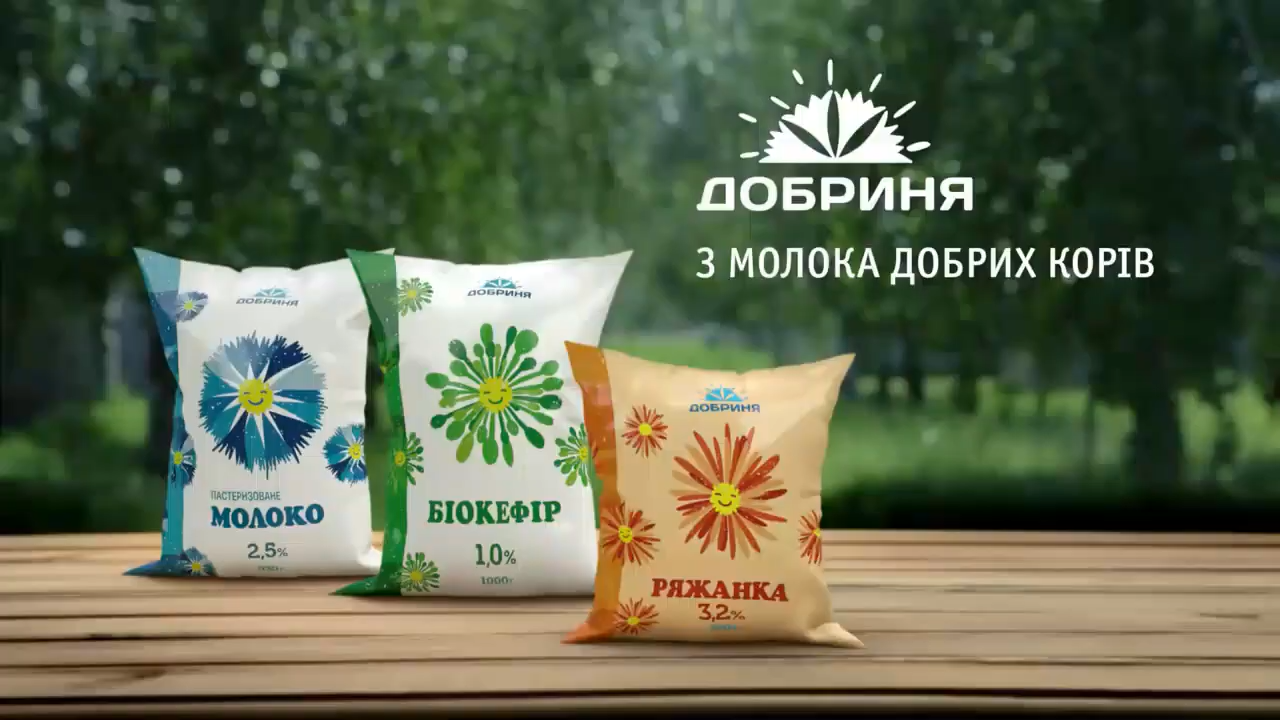 ДОБРИНЯ
З МОЛОКА ДОБРИХ КОРІВ
ДОБРИНЯ
ПАСТЕРИЗОВАНЕ
МОЛОКО
2,5%
ДОБРИНЯ
БІОКЕФІР
1,0%
1000г
ДОБРИНЯ
РЯЖАНКА
3,2%